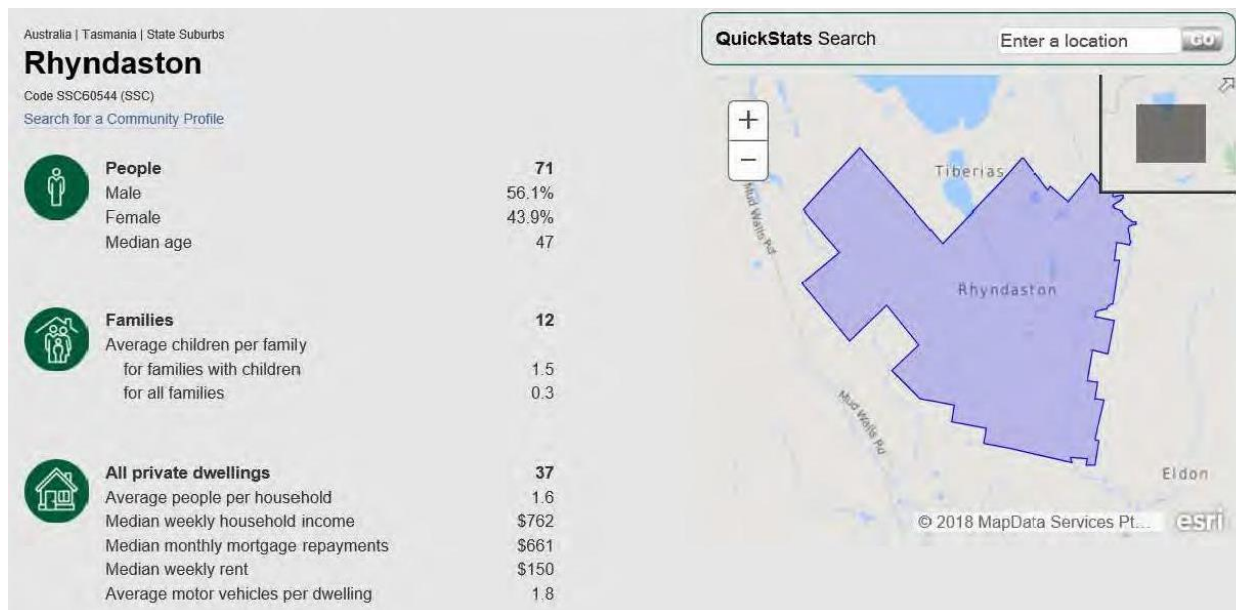 Australia | Tasmania | State Suburbs
Rhyndaston
Code SSC60544 (SSC)
Search for a Community Profile
People 71
Male 56.1%
Female 43.9%
Median age 47
Families 12
Average children per family
for families with children 1.5
for all families 0.3
All private dwellings 37
Average people per household 1.6
Median weekly household income $762
Median monthly mortgage repayments $661
Median weekly rent $150
Average motor vehicles per dwelling 1.8
QuickStats Search Enter a location GO
+
−
Tiberias
Mud Walls Rd
Rhyndaston
Mud Walls Rd
Eldon
© 2018 MapData Services Pt... esri